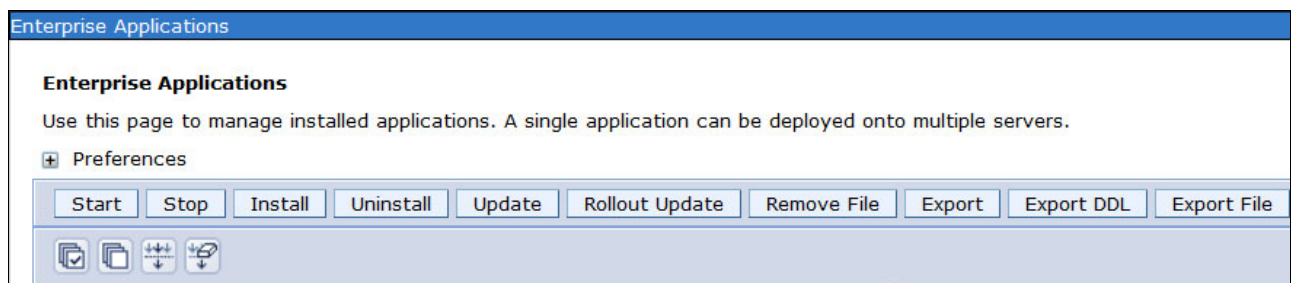 Enterprise Applications
Enterprise Applications
Use this page to manage installed applications. A single application can be deployed onto multiple servers.
Preferences
Start Stop Install Uninstall Update Rollout Update Remove File Export Export DDL Export File